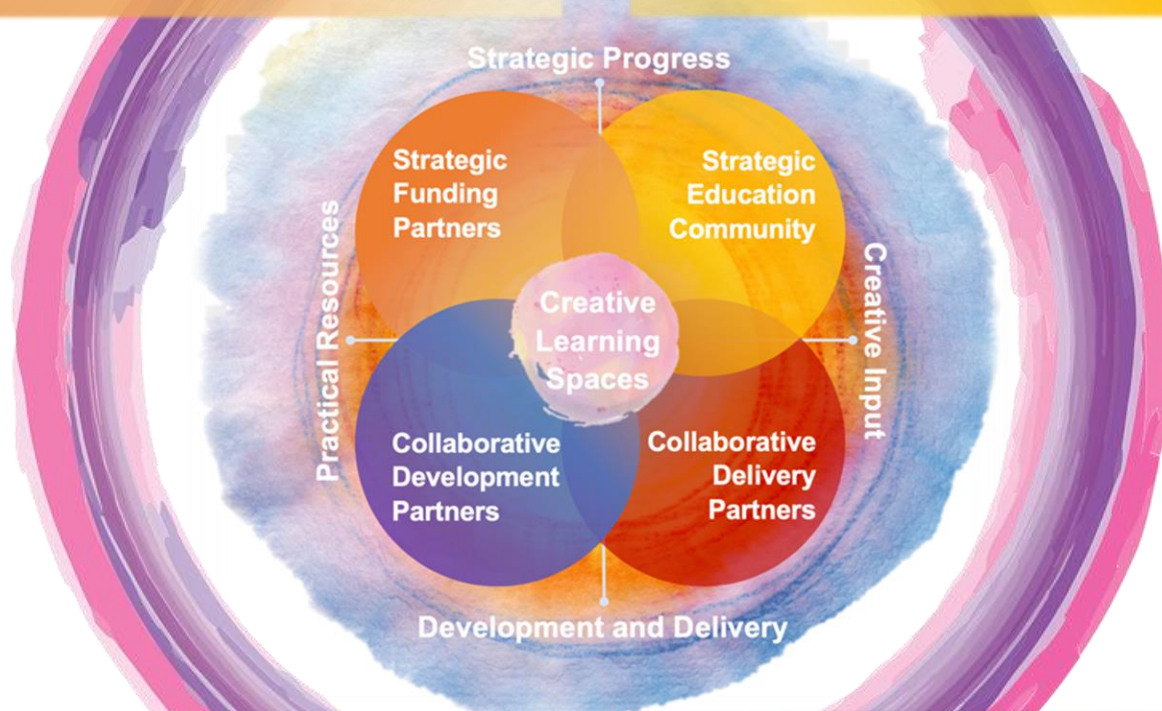 Strategic Progress
Strategic
Funding
Partners
Strategic
Education
Community
Practical Resources
Creative
Learning
Spaces
Creative Input
Collaborative
Development
Partners
Collaborative
Delivery
Partners
Development and Delivery